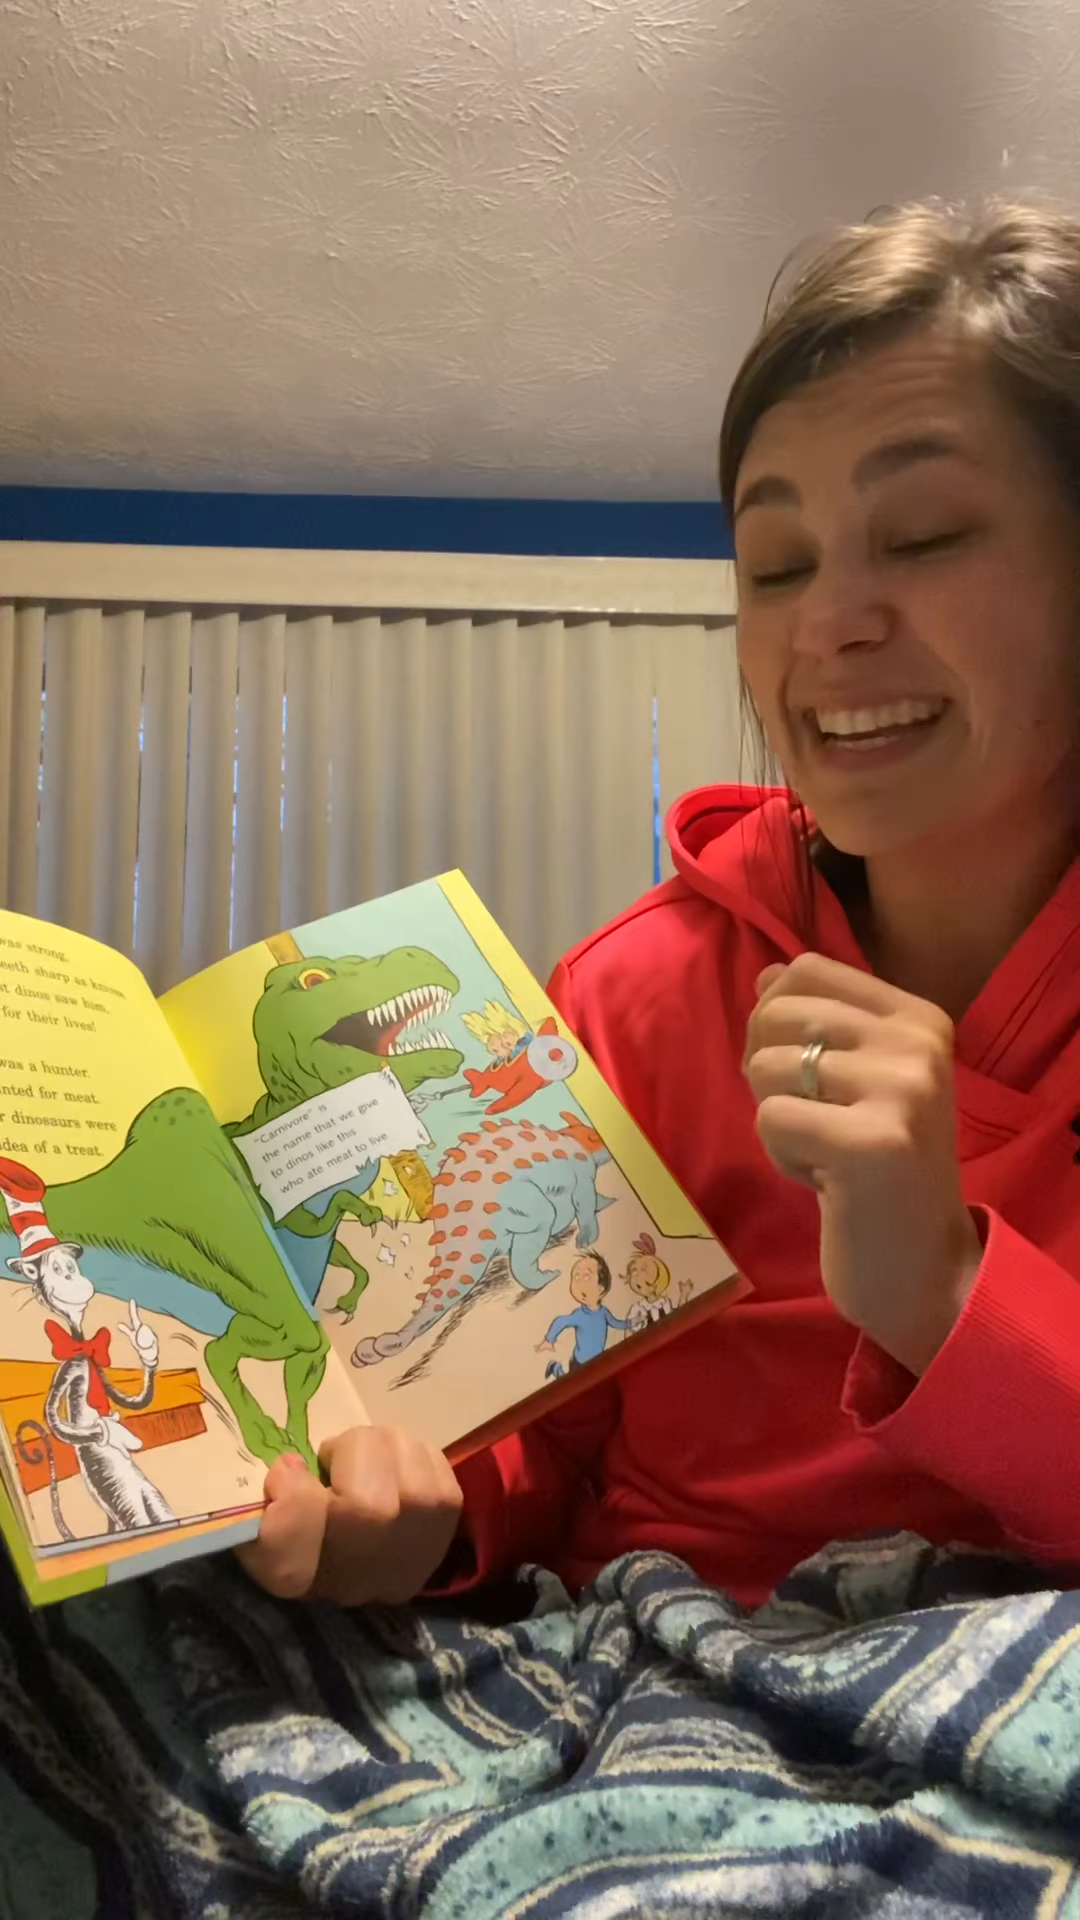 was strong,
eeth sharp as knives
st dinos saw him,
for their lives!
was a hunter.
nted for meat.
r dinosaurs were
idea of a treat.
"Carnivore" is
the name that we give
to dinos like this
who ate meat to live.
24